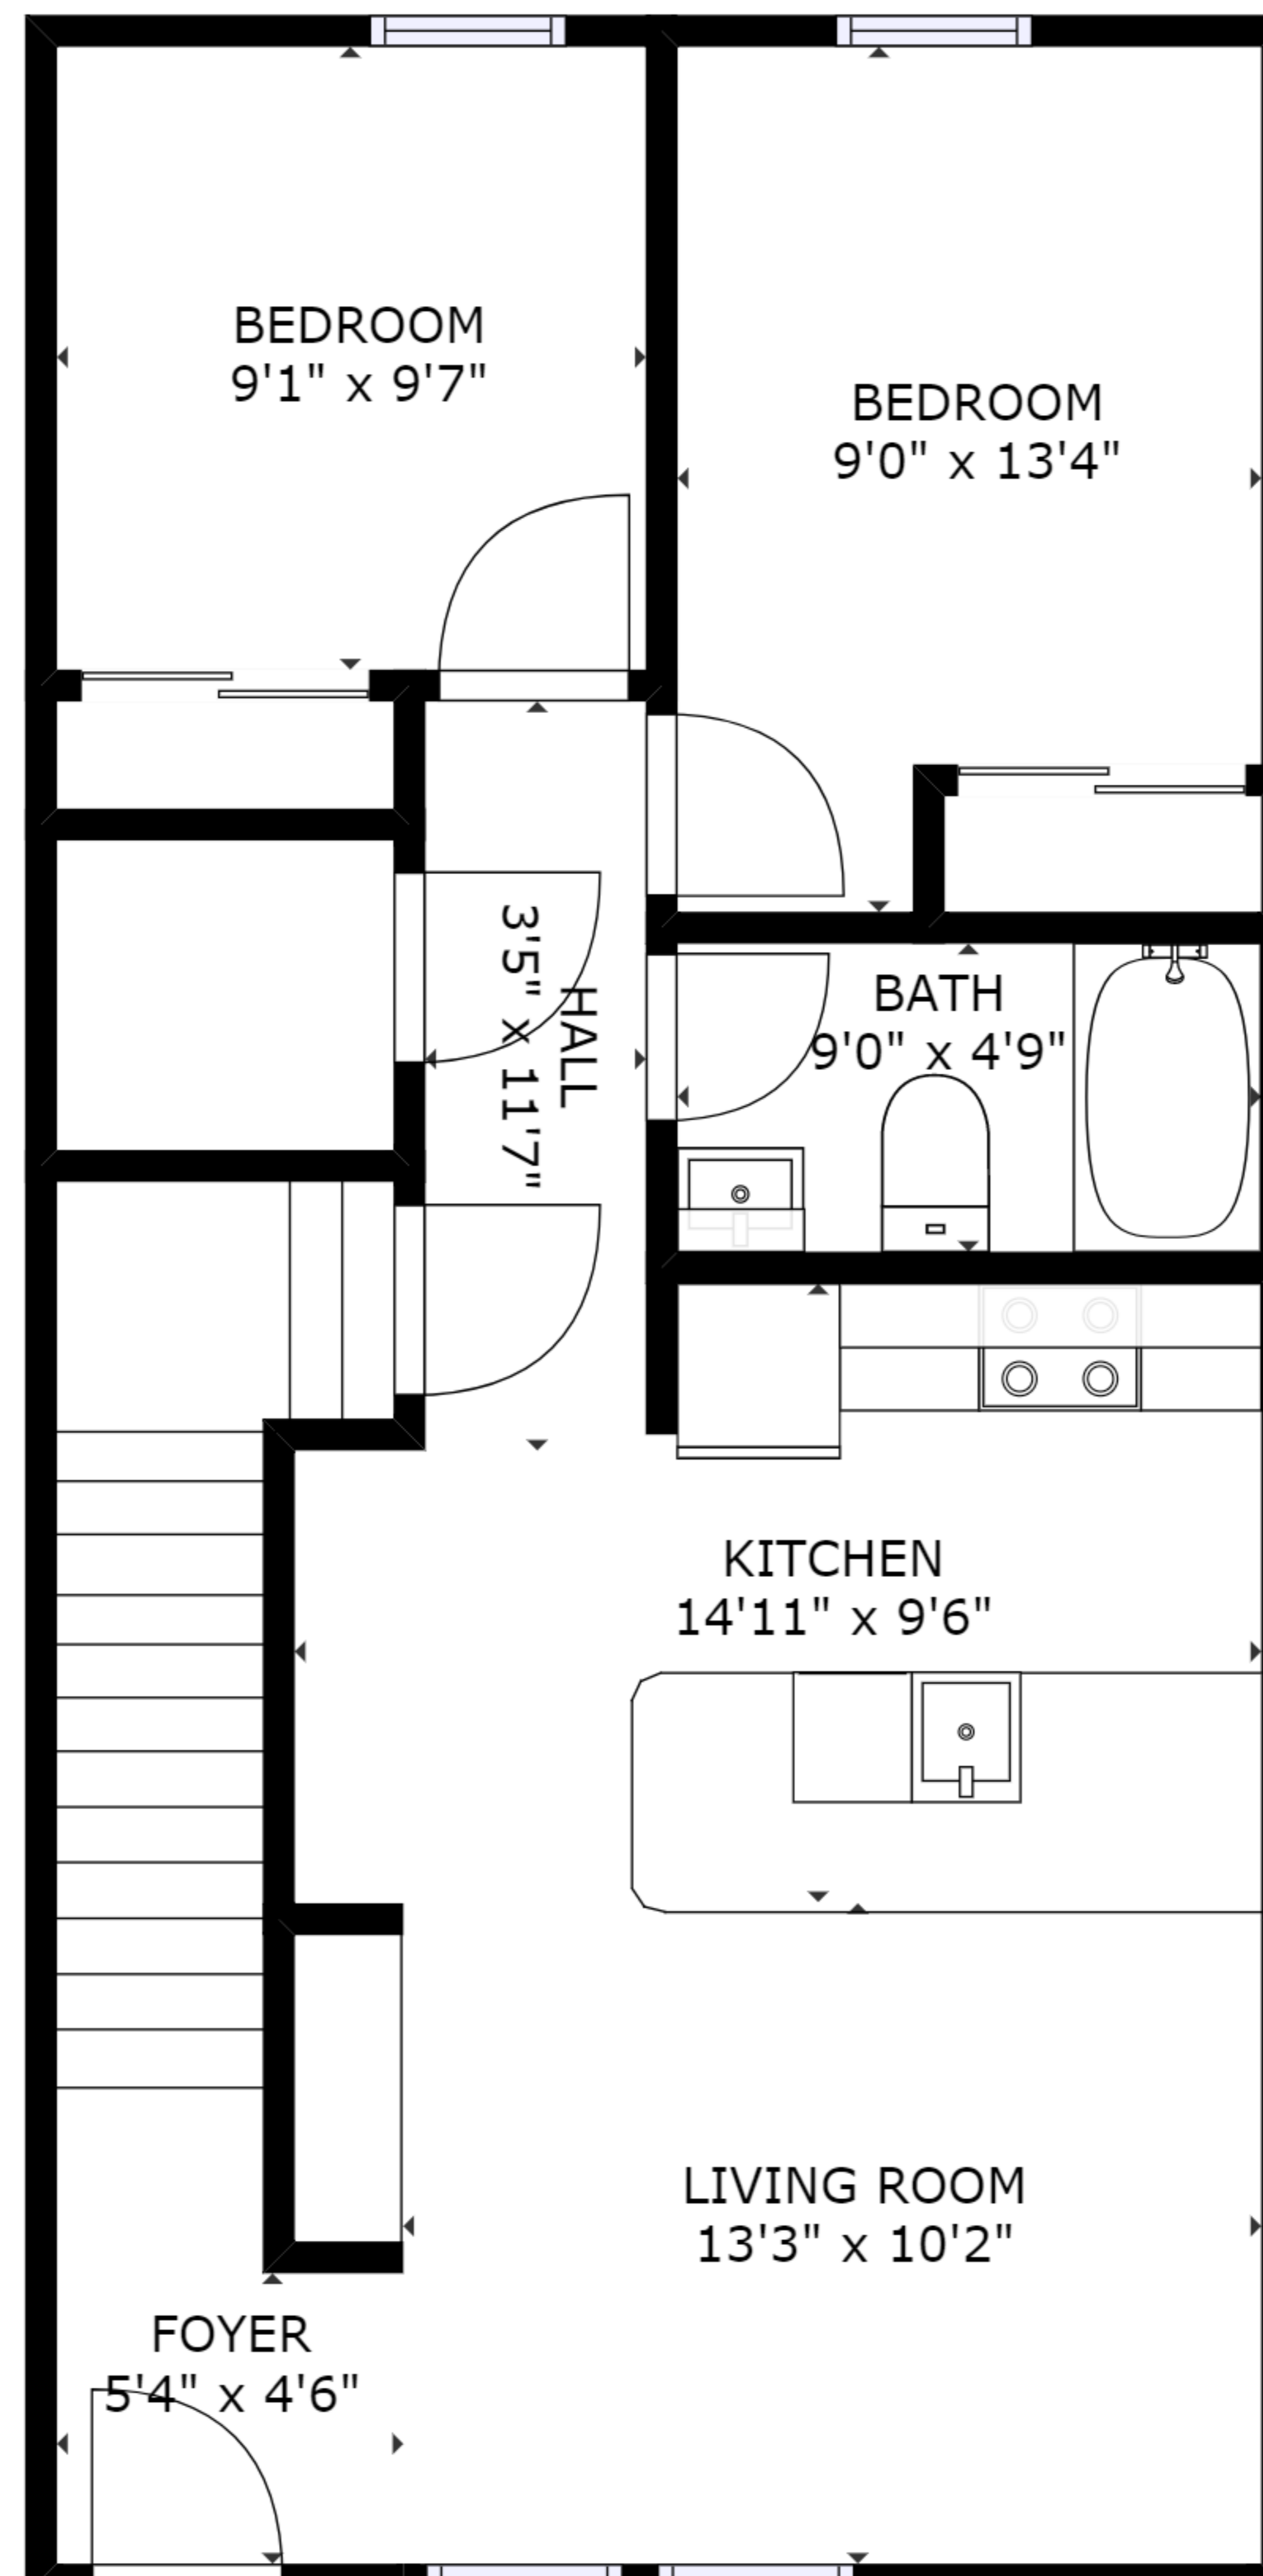 BEDROOM
9'1" x 9'7"
BEDROOM
9'0" x 13'4"
HALL
3'5" x 11'7"
BATH
9'0" x 4'9"
KITCHEN
14'11" x 9'6"
LIVING ROOM
13'3" x 10'2"
FOYER
5'4" x 4'6"